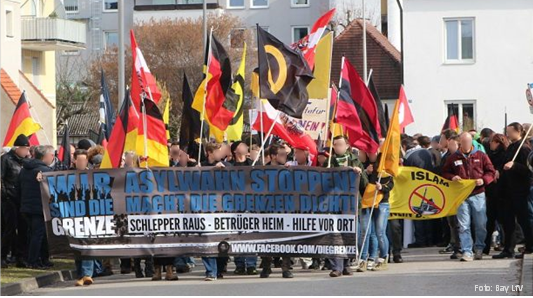 ASYLWAHN STOPPEN!
SIND DIE MACHT DIE GRENZEN DICHT!
GRENZE SCHLEPPER RAUS - BETRÜGER HEIM - HILFE VOR ORT
WWW.FACEBOOK.COM/DIEGRENZE
ISLAM
Foto: Bay LfV